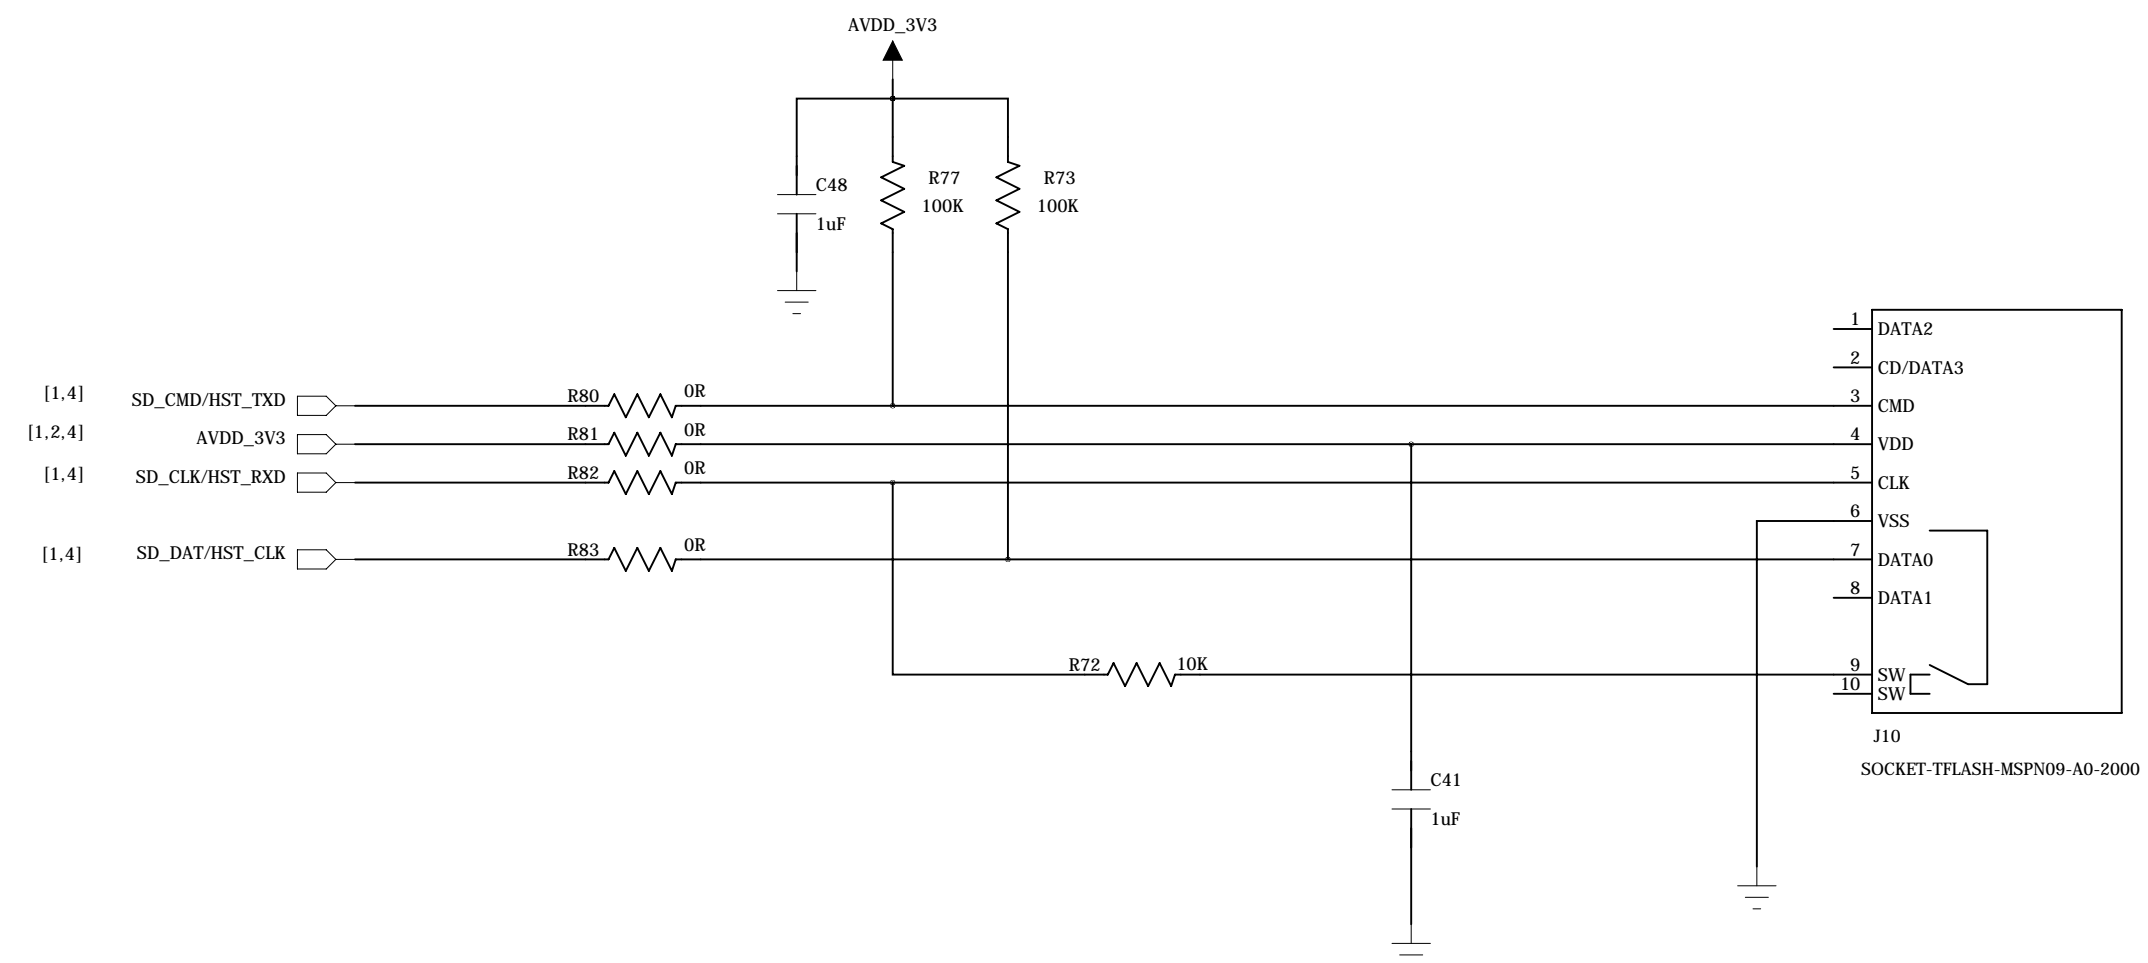 AVDD_3V3
C48
1uF
R77
100K
R73
100K
[1,4] SD_CMD/HST_TXD R80 0R
[1,2,4] AVDD_3V3 R81 0R
[1,4] SD_CLK/HST_RXD R82 0R
[1,4] SD_DAT/HST_CLK R83 0R
1 DATA2
2 CD/DATA3
3 CMD
4 VDD
5 CLK
6 VSS
7 DATA0
8 DATA1
R72 10K
9 SW
10 SW
J10
SOCKET-TFLASH-MSPN09-A0-2000
C41
1uF